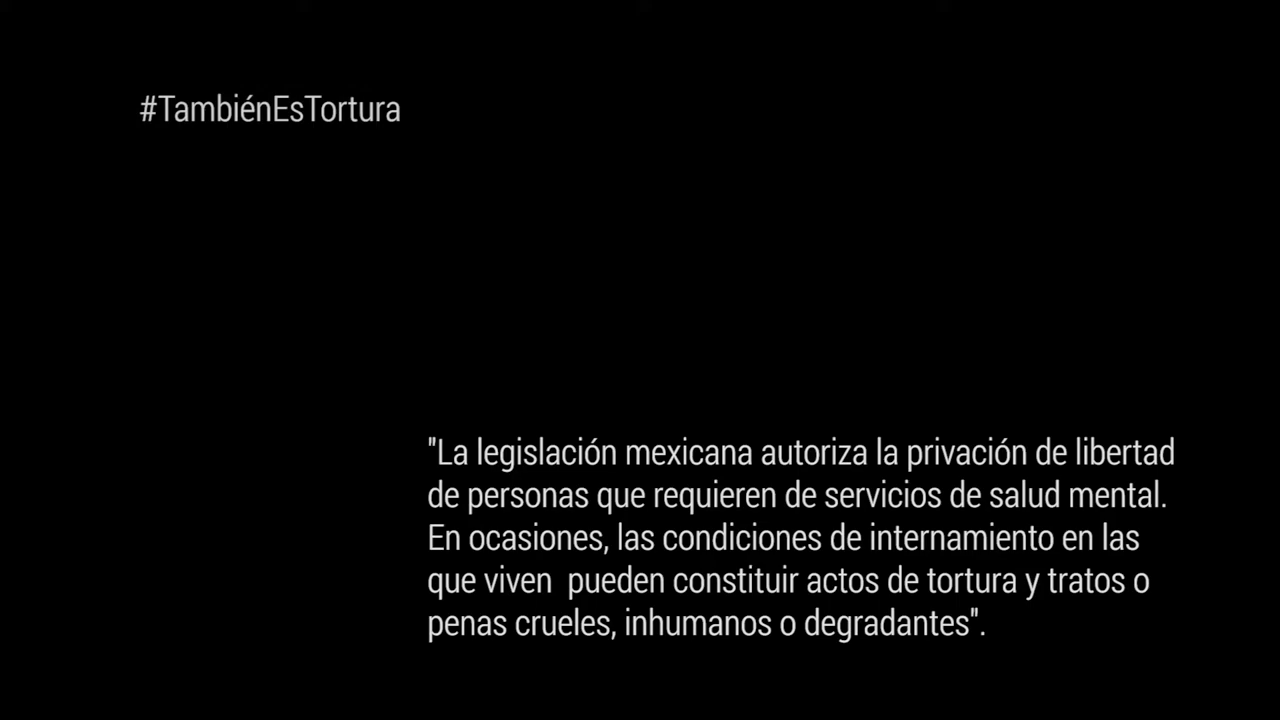 #TambiénEsTortura
"La legislación mexicana autoriza la privación de libertad
de personas que requieren de servicios de salud mental.
En ocasiones, las condiciones de internamiento en las
que viven  pueden constituir actos de tortura y tratos o
penas crueles, inhumanos o degradantes".